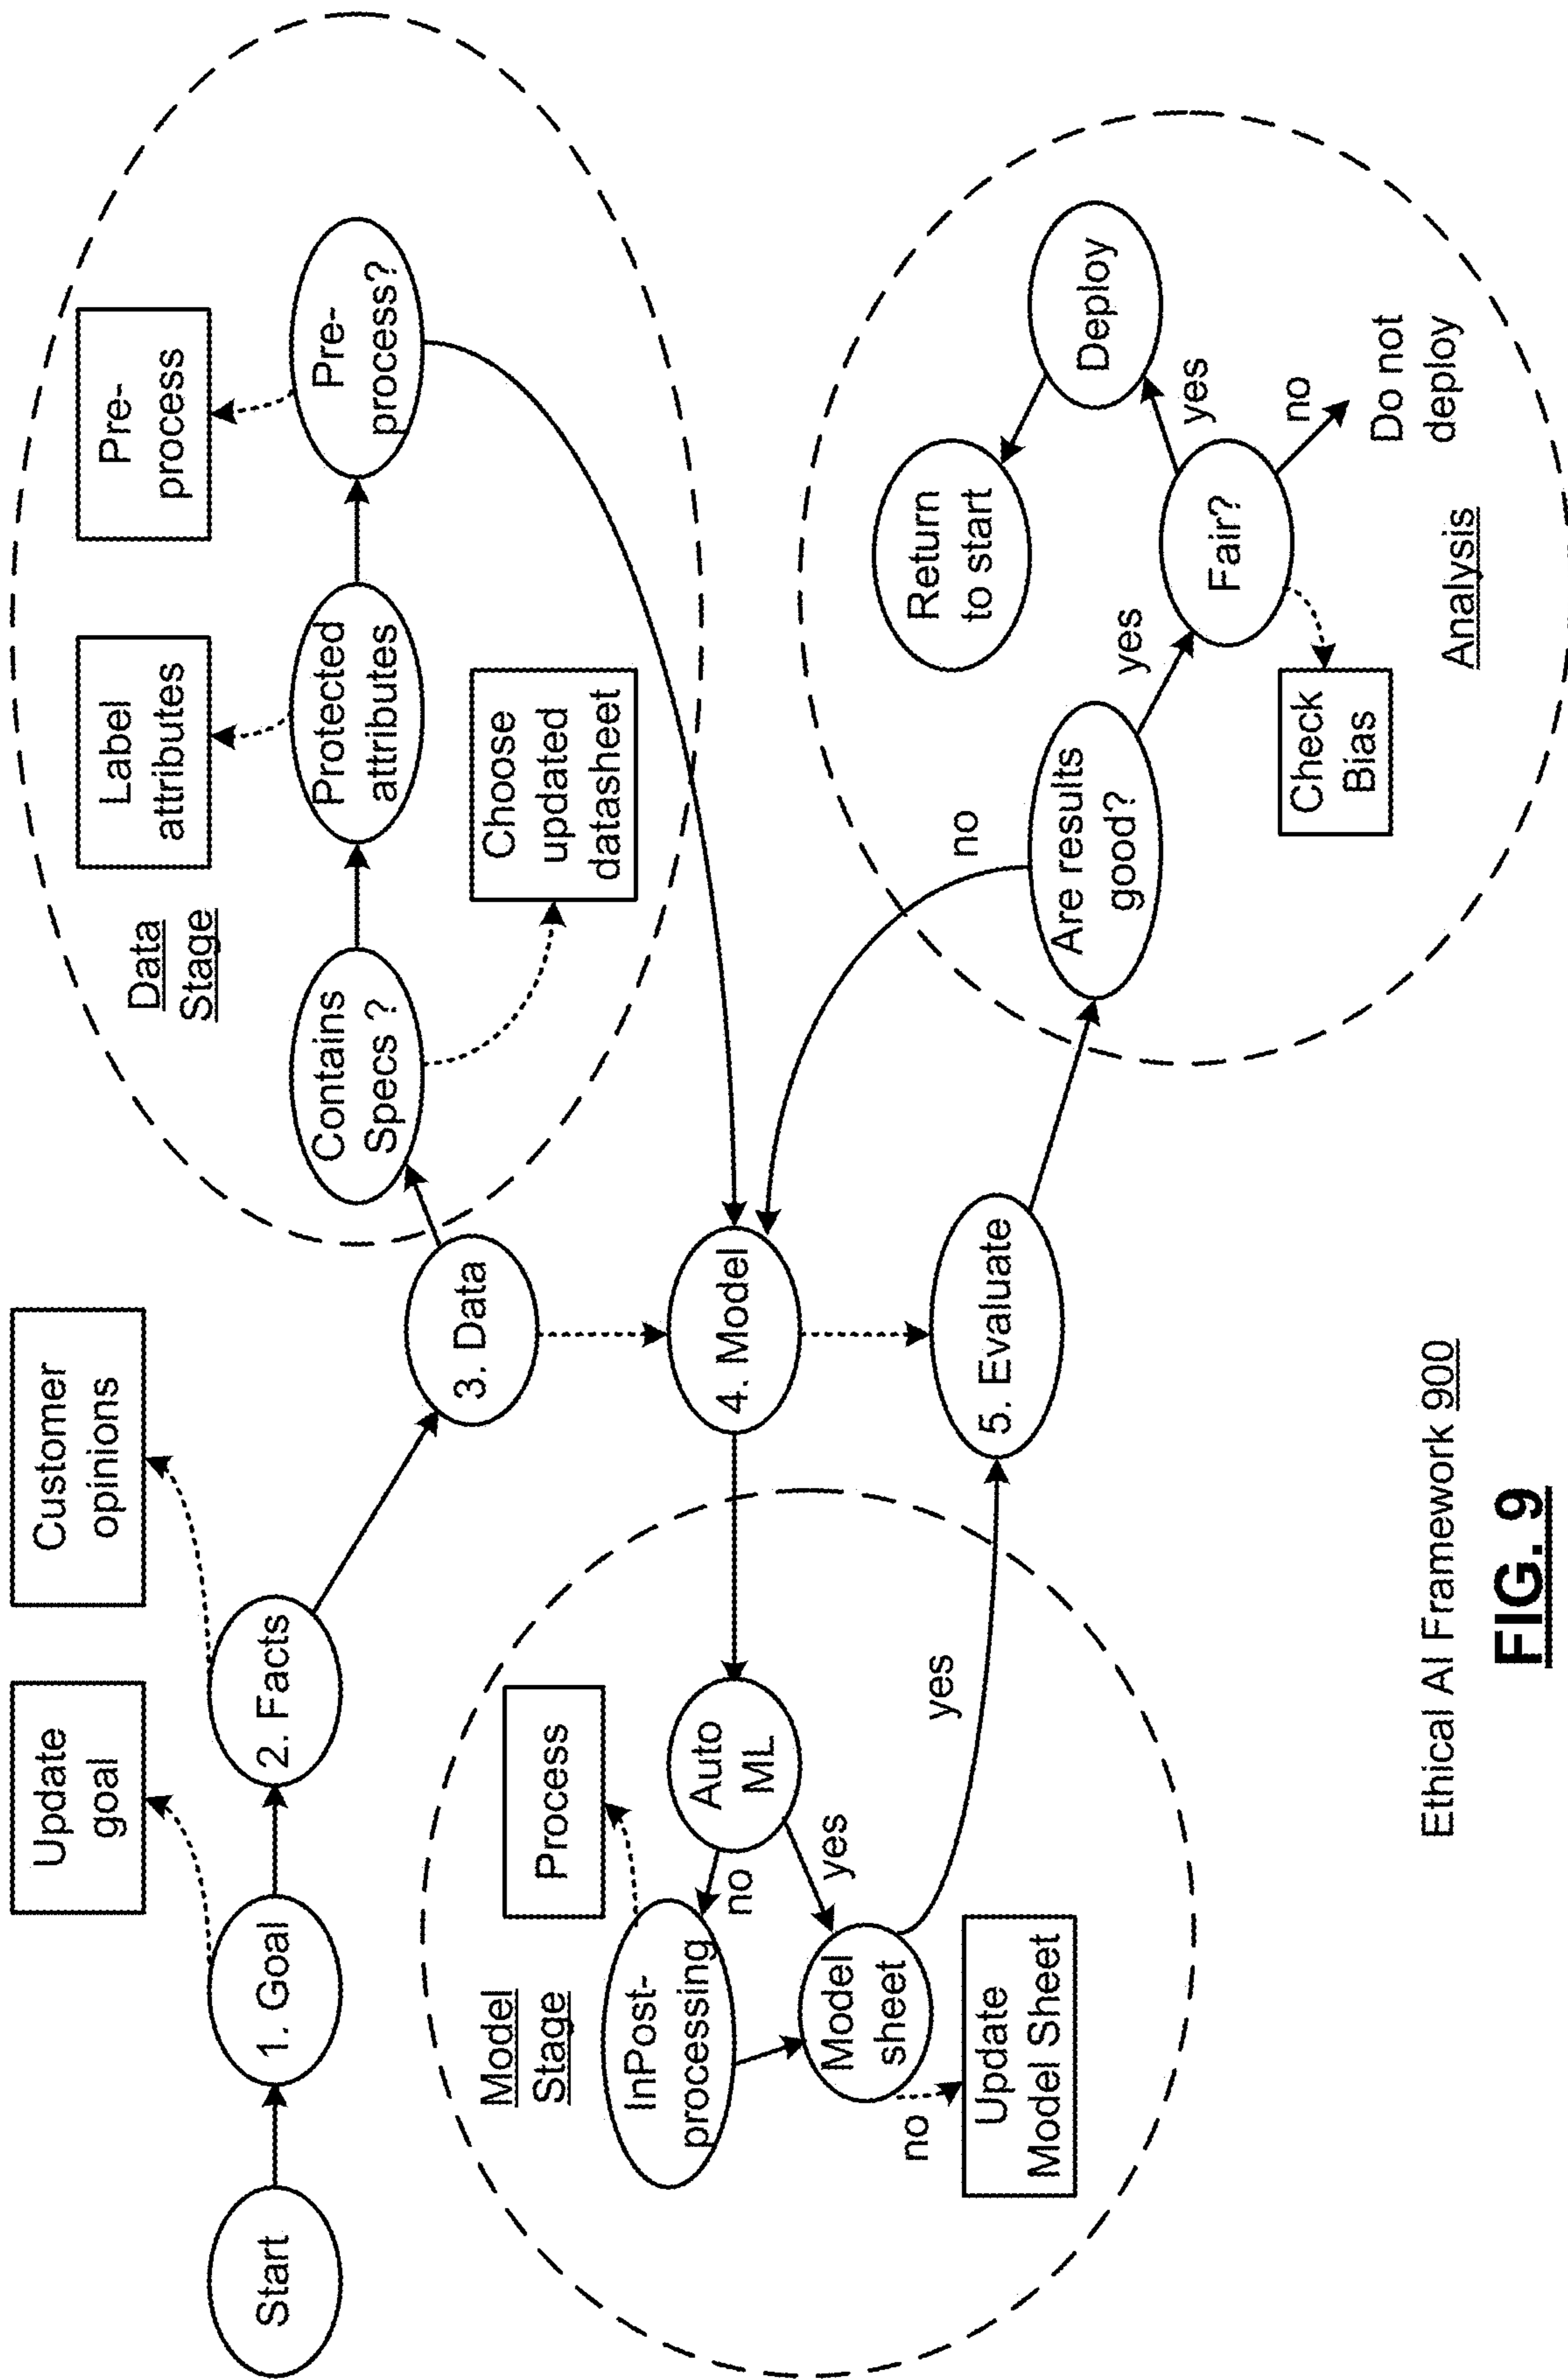 Start
1. Goal
Update
goal
2. Facts
Customer
opinions
3. Data
Data
Stage
Contains
Specs ?
Choose
updated
datasheet
Protected
attributes
Label
attributes
Pre-
process?
Pre-
process
4. Model
Model
Stage
Auto
ML
no
yes
InPost-
processing
Process
Model
sheet
no
Update
Model Sheet
yes
5. Evaluate
Are results
good?
no
yes
Fair?
Check
Bias
yes
no
Deploy
Do not
deploy
Return
to start
Analysis
Ethical AI Framework 900
FIG. 9